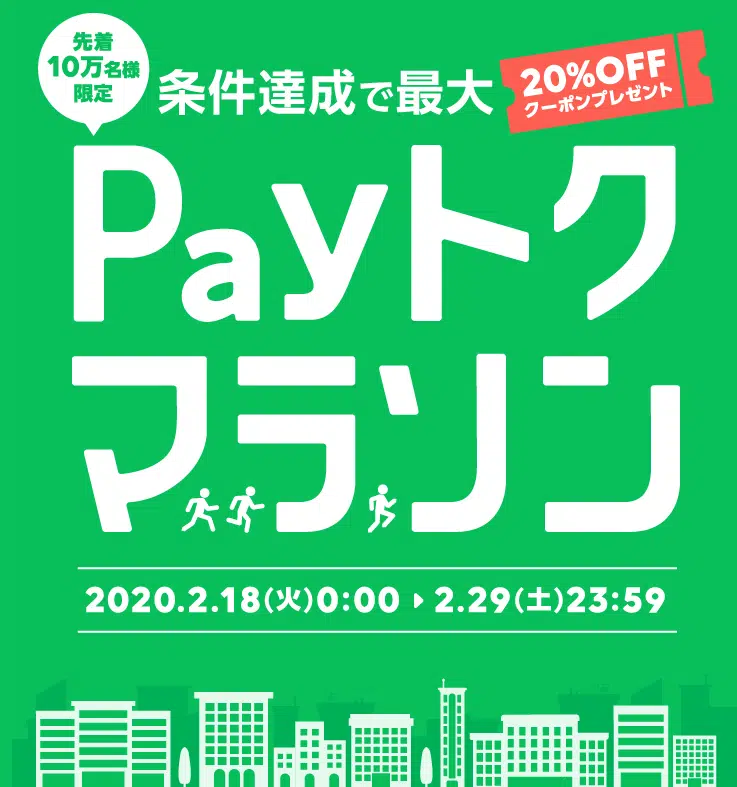 先着
10万名様
限定
条件達成で最大
20%OFF
クーポンプレゼント
Payトク
マラソン
2020.2.18(火)0:00 ▶ 2.29(土)23:59